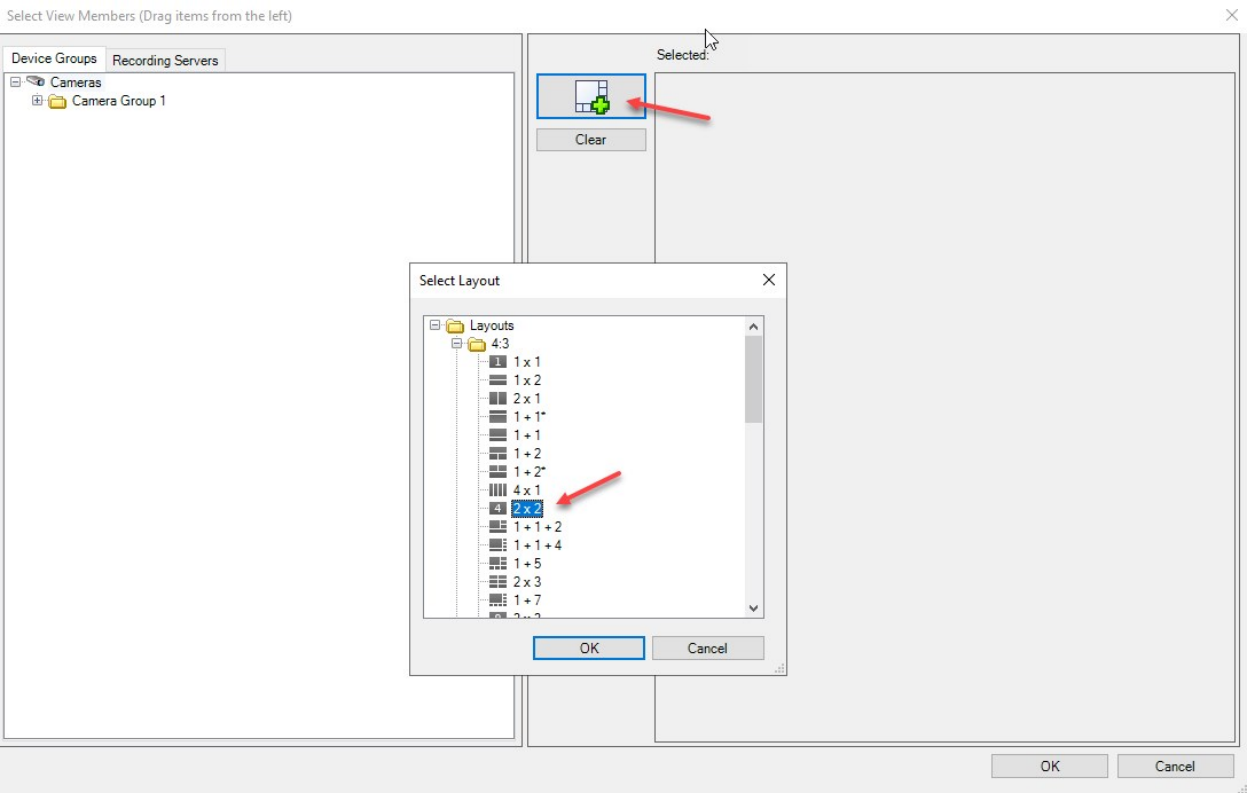 Select View Members (Drag items from the left)
Device Groups
Recording Servers
Selected:
Cameras
Camera Group 1
Clear
Select Layout
Layouts
4:3
1 1 x 1
1 x 2
2 x 1
1 + 1*
1 + 1
1 + 2
1 + 2*
4 x 1
4 2 x 2
1 + 1 + 2
1 + 1 + 4
1 + 5
2 x 3
1 + 7
OK
Cancel
OK
Cancel